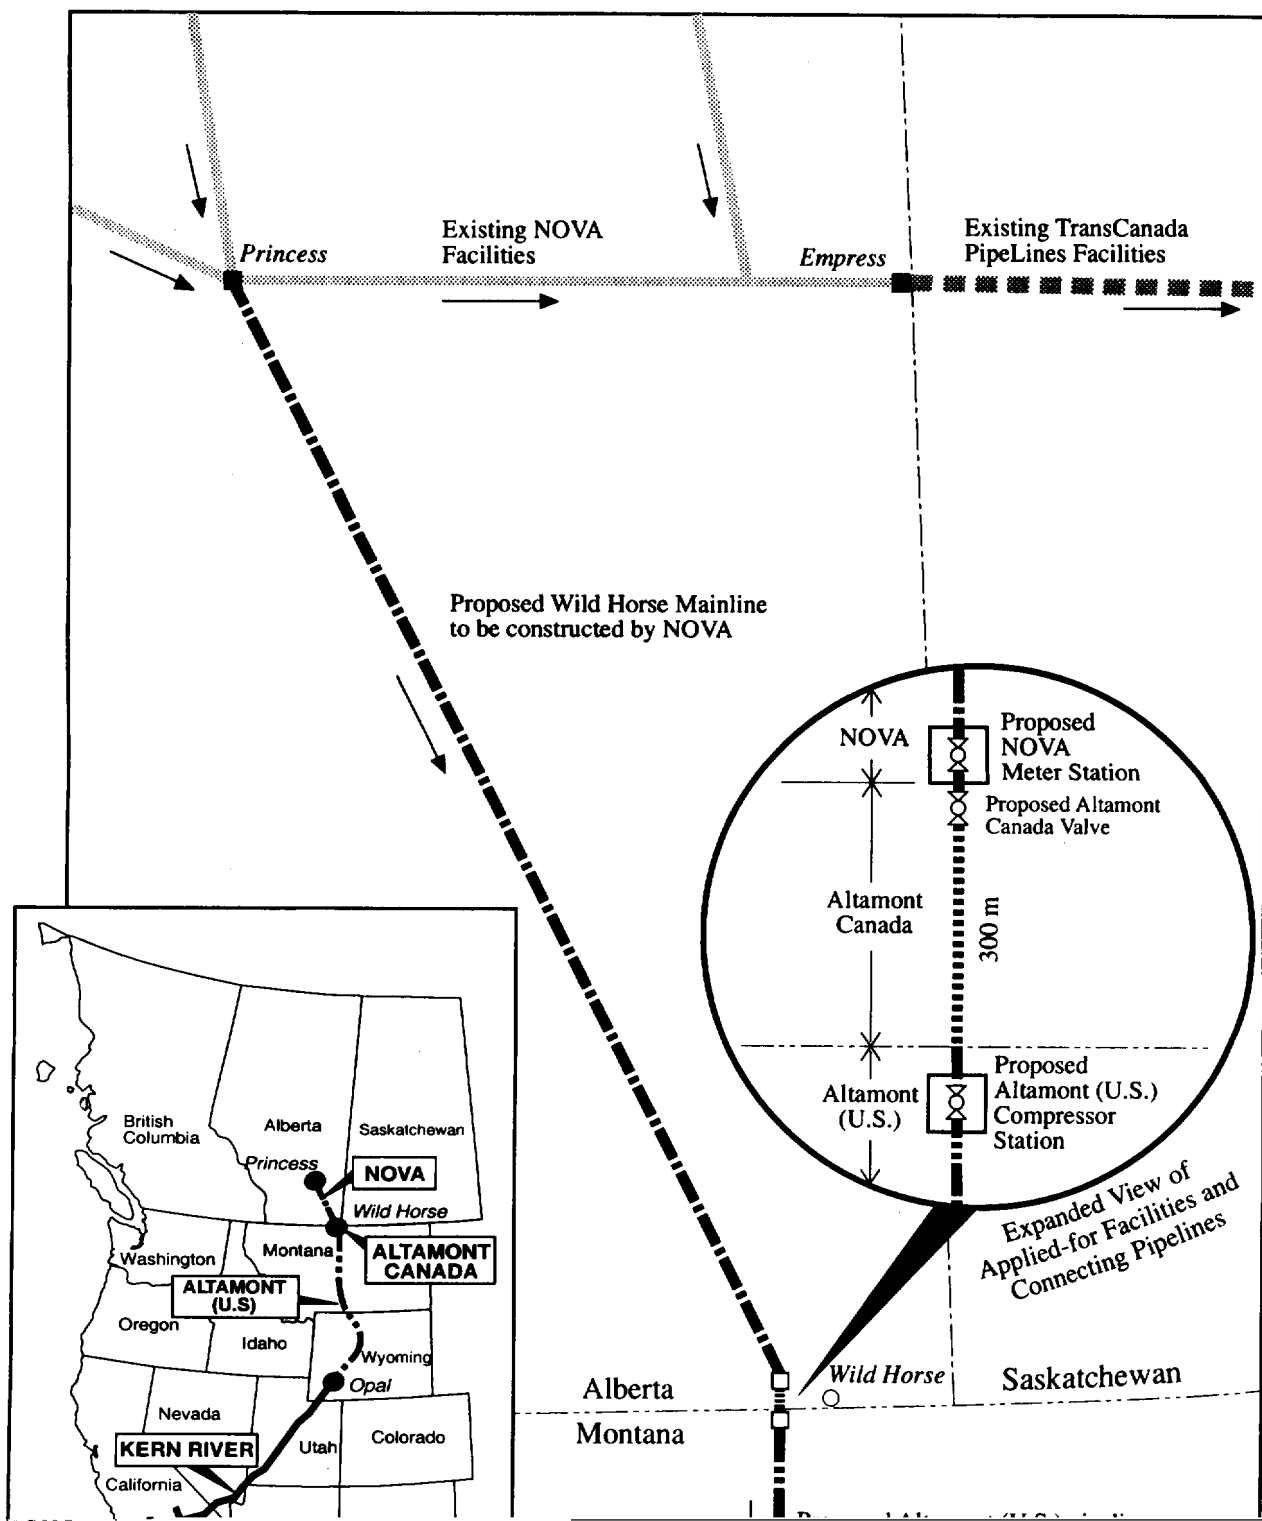 Existing NOVA
Facilities
Existing TransCanada
PipeLines Facilities
Princess
Empress
Proposed Wild Horse Mainline
to be constructed by NOVA
NOVA
Proposed
NOVA
Meter Station
Proposed Altamont
Canada Valve
Altamont
Canada
300 m
Altamont
(U.S.)
Proposed
Altamont (U.S.)
Compressor
Station
Expanded View of
Applied-for Facilities and
Connecting Pipelines
Wild Horse
Alberta
Saskatchewan
Montana
British
Columbia
Alberta
Saskatchewan
Princess
NOVA
Wild Horse
Washington
Montana
ALTAMONT
CANADA
ALTAMONT
(U.S)
Oregon
Idaho
Wyoming
Opal
Nevada
Utah
Colorado
KERN RIVER
California